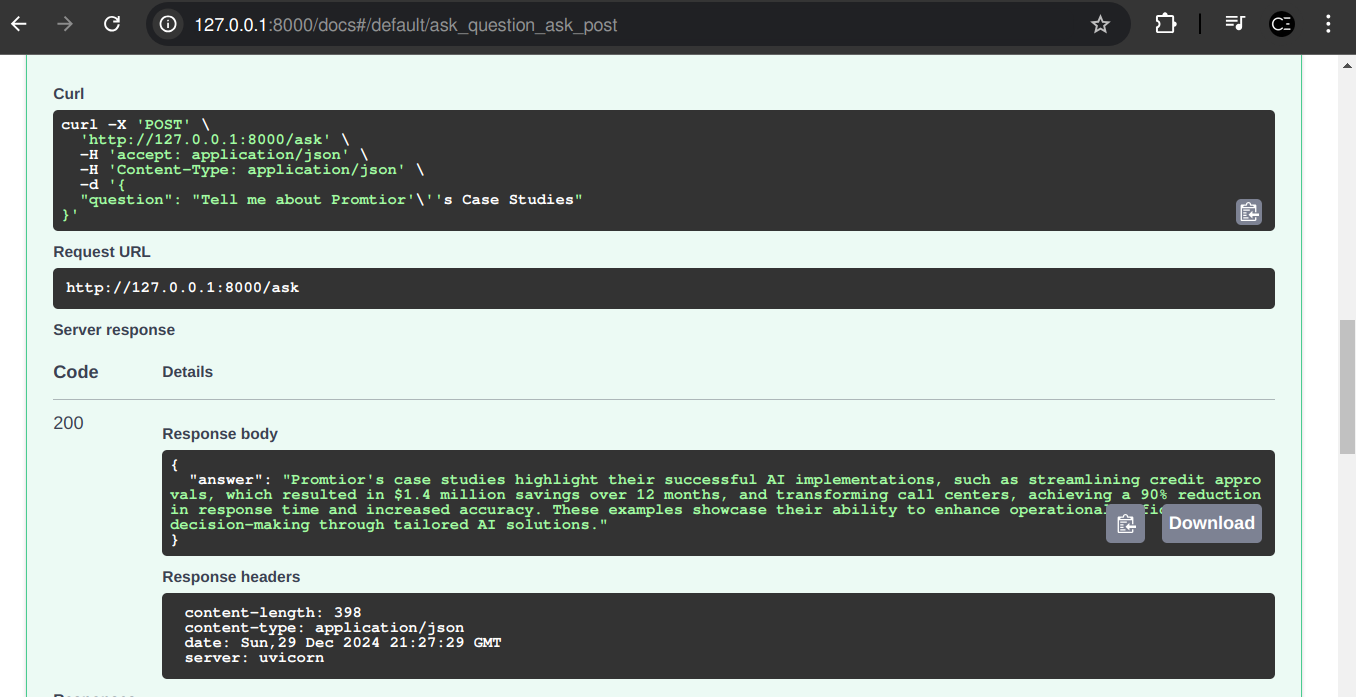 127.0.0.1:8000/docs#/default/ask_question_ask_post
CE
Curl
curl -X 'POST' \
  'http://127.0.0.1:8000/ask' \
  -H 'accept: application/json' \
  -H 'Content-Type: application/json' \
  -d '{
  "question": "Tell me about Promtior'\''s Case Studies"
}'
Request URL
http://127.0.0.1:8000/ask
Server response
Code Details
200
Response body
{
  "answer": "Promtior's case studies highlight their successful AI implementations, such as streamlining credit appro
vals, which resulted in $1.4 million savings over 12 months, and transforming call centers, achieving a 90% reduction
in response time and increased accuracy. These examples showcase their ability to enhance operational
decision-making through tailored AI solutions."
}
Download
Response headers
content-length: 398
content-type: application/json
date: Sun,29 Dec 2024 21:27:29 GMT
server: uvicorn